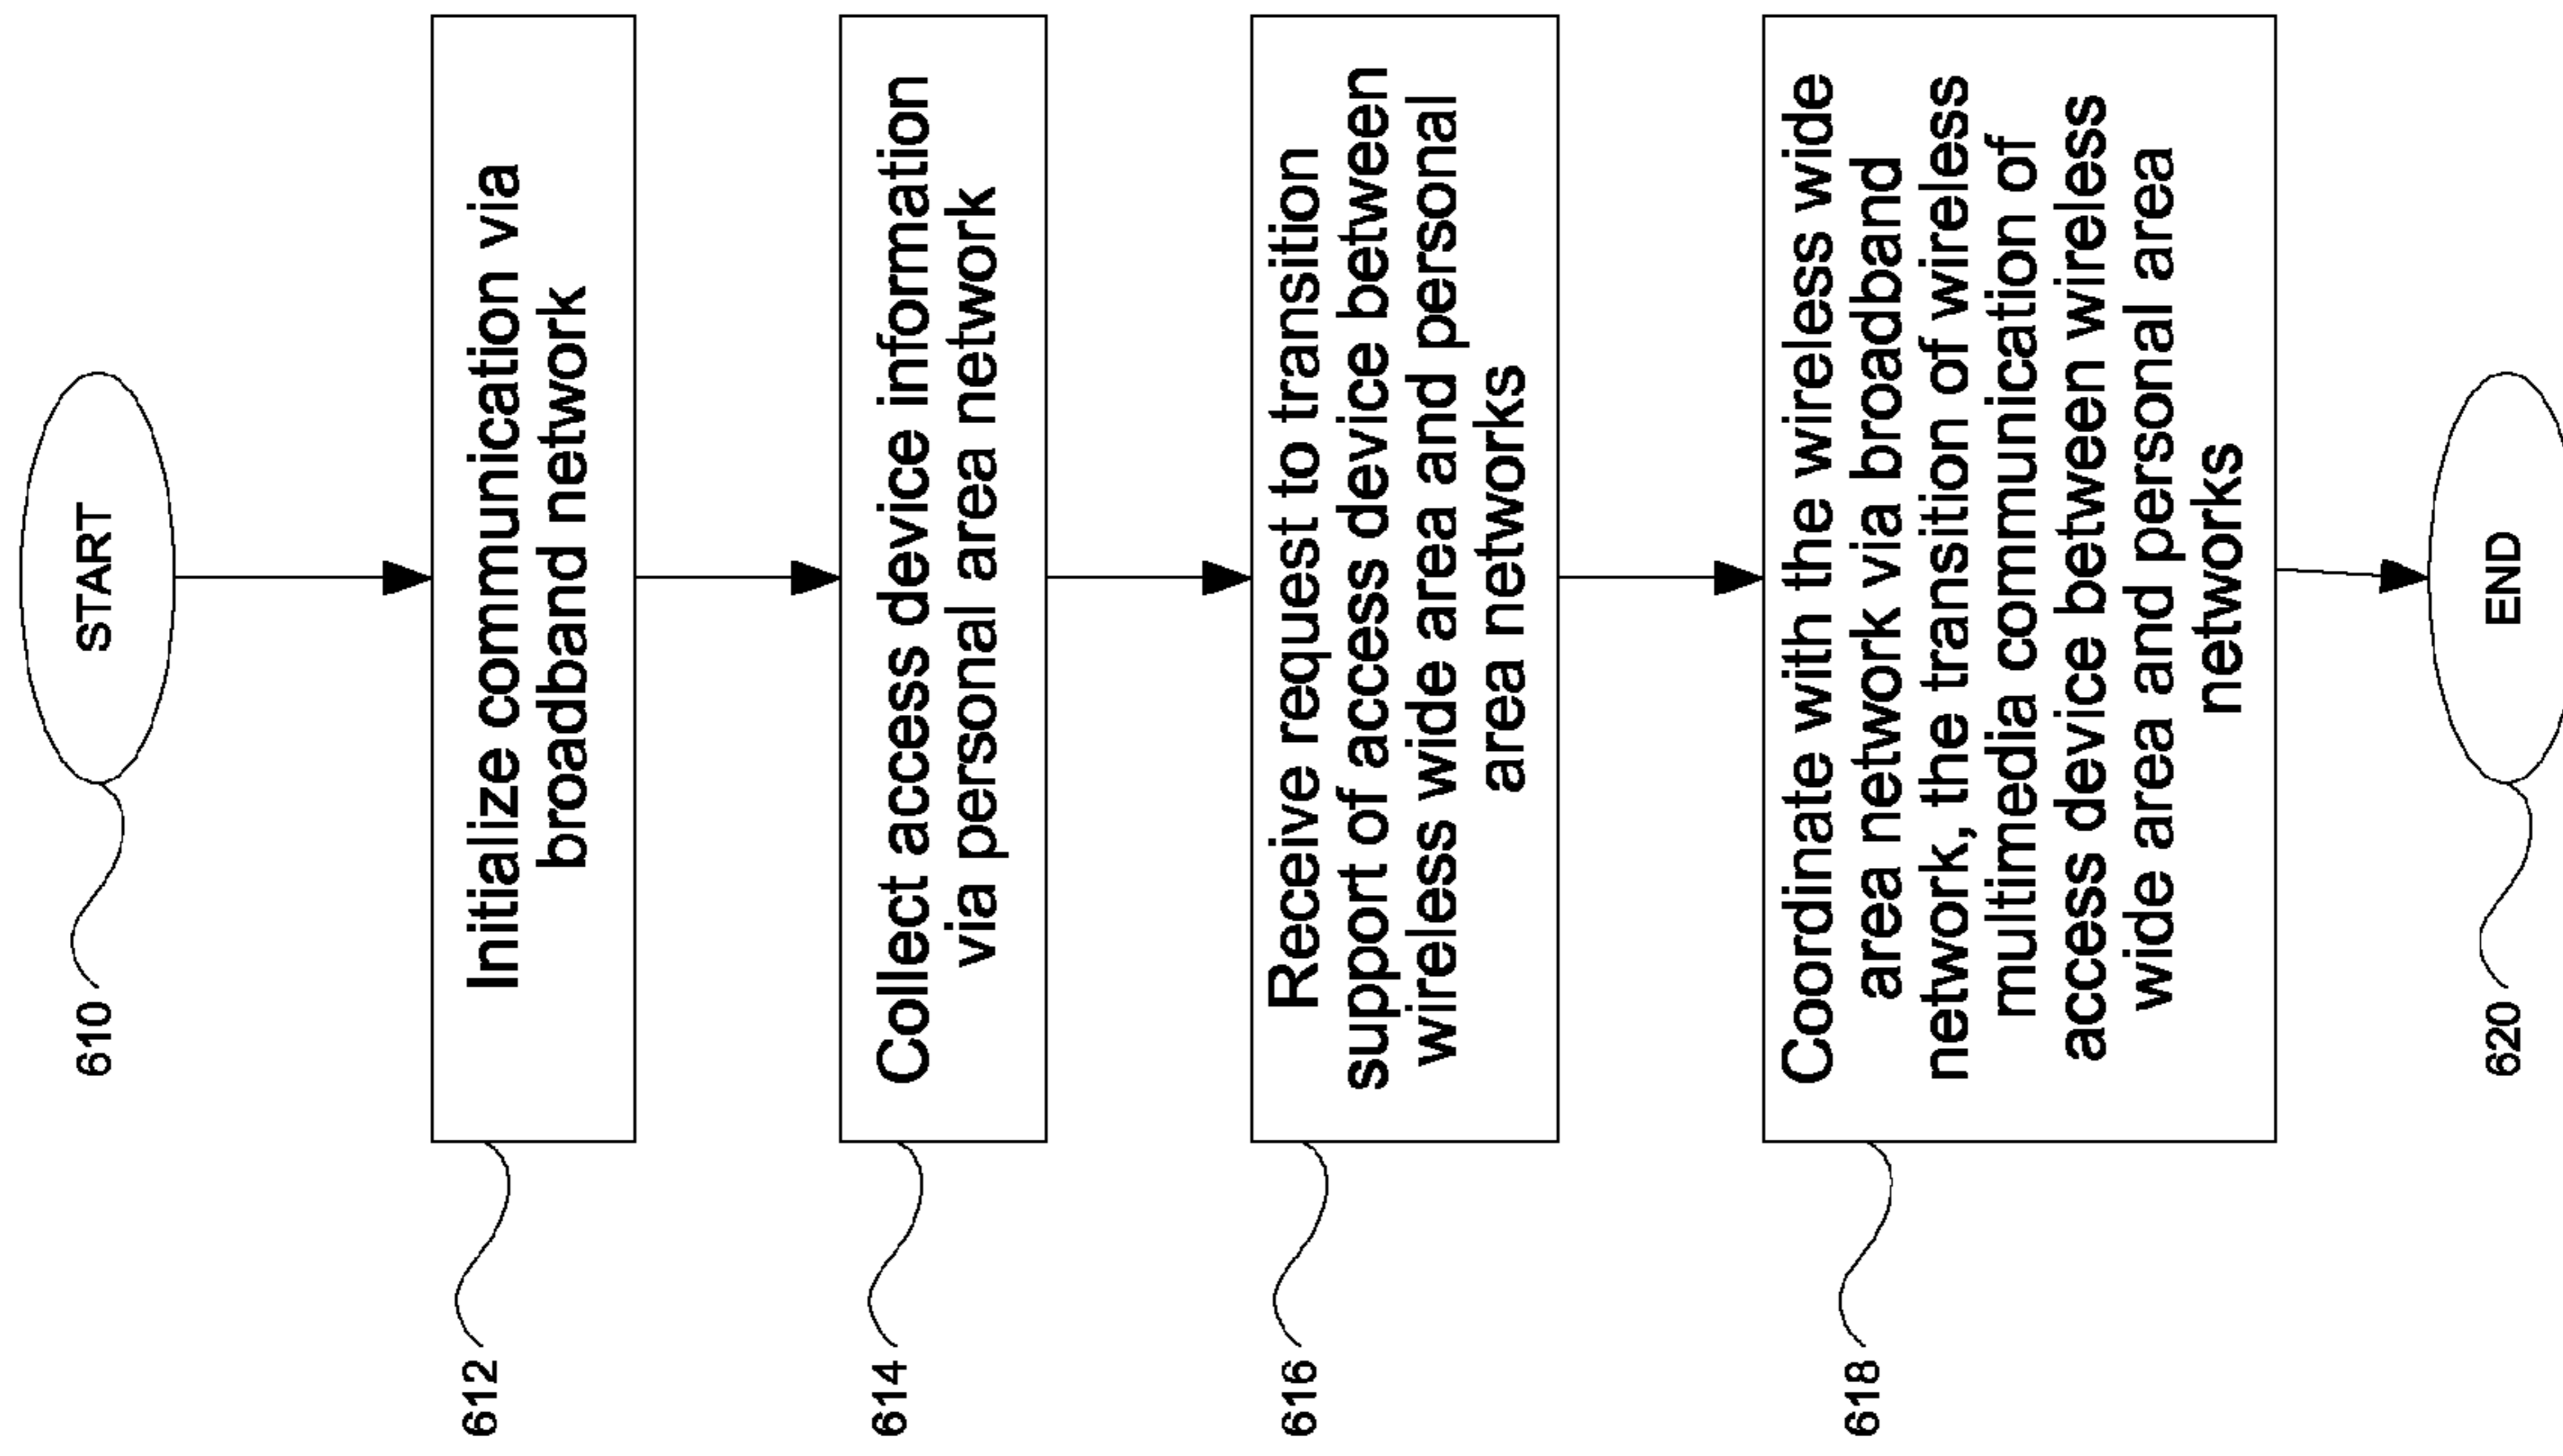 START
610
Initialize communication via
broadband network
612
Collect access device information
via personal area network
614
Receive request to transition
support of access device between
wireless wide area and personal
area networks
616
Coordinate with the wireless wide
area network via broadband
network, the transition of wireless
multimedia communication of
access device between wireless
wide area and personal area
networks
618
END
620